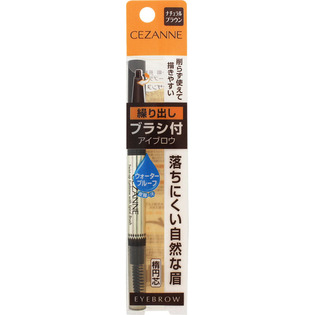 ナチュラル
ブラウン
CEZANNE
削らず使えて
描きやすい
繰り出し
ブラシ付
アイブロウ
ウォーター
プルーフ
落ちにくい自然な眉
楕円芯
EYEBROW